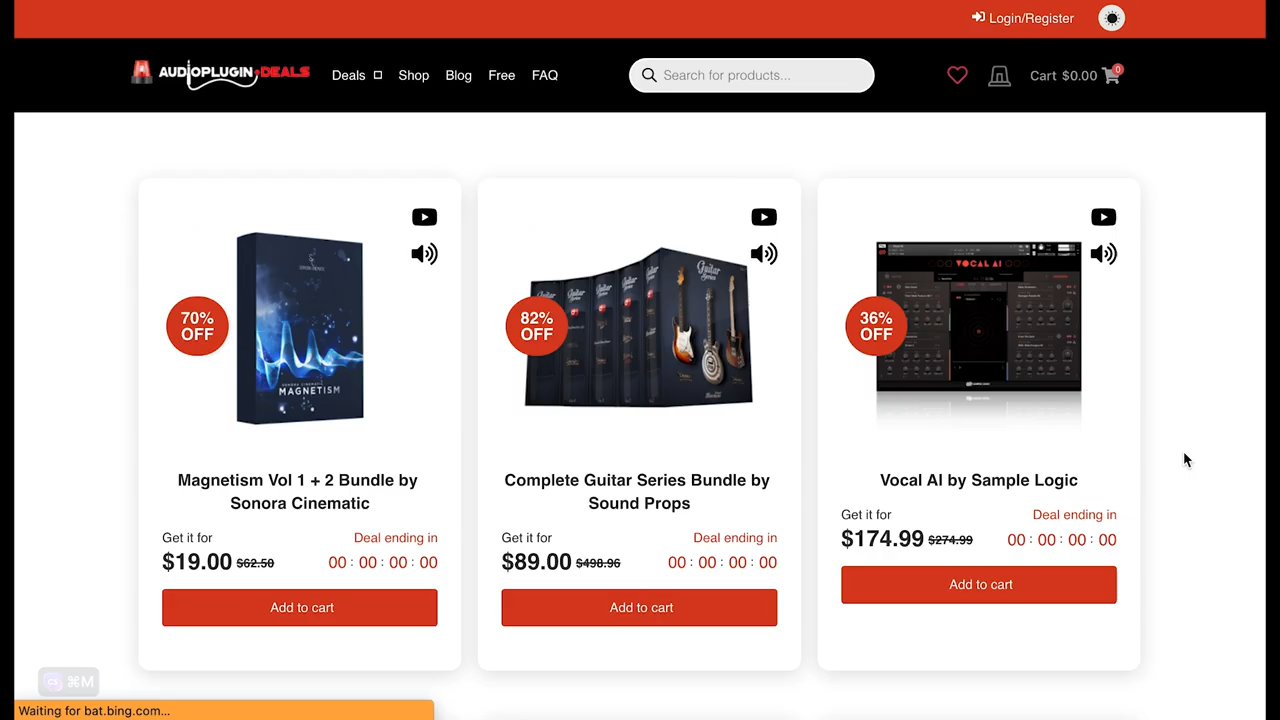 Login/Register
AUDIOPLUGIN.DEALS
Deals
Shop
Blog
Free
FAQ
Search for products...
Cart $0.00
0
70%
OFF
MAGNETISM
Magnetism Vol 1 + 2 Bundle by
Sonora Cinematic
Get it for
Deal ending in
$19.00 $62.50
00 : 00 : 00 : 00
Add to cart
82%
OFF
Guitar
Series
Complete Guitar Series Bundle by
Sound Props
Get it for
Deal ending in
$89.00 $498.96
00 : 00 : 00 : 00
Add to cart
36%
OFF
VOCAL AI
Vocal AI by Sample Logic
Get it for
Deal ending in
$174.99 $274.99
00 : 00 : 00 : 00
Add to cart
⌘M
Waiting for bat.bing.com...